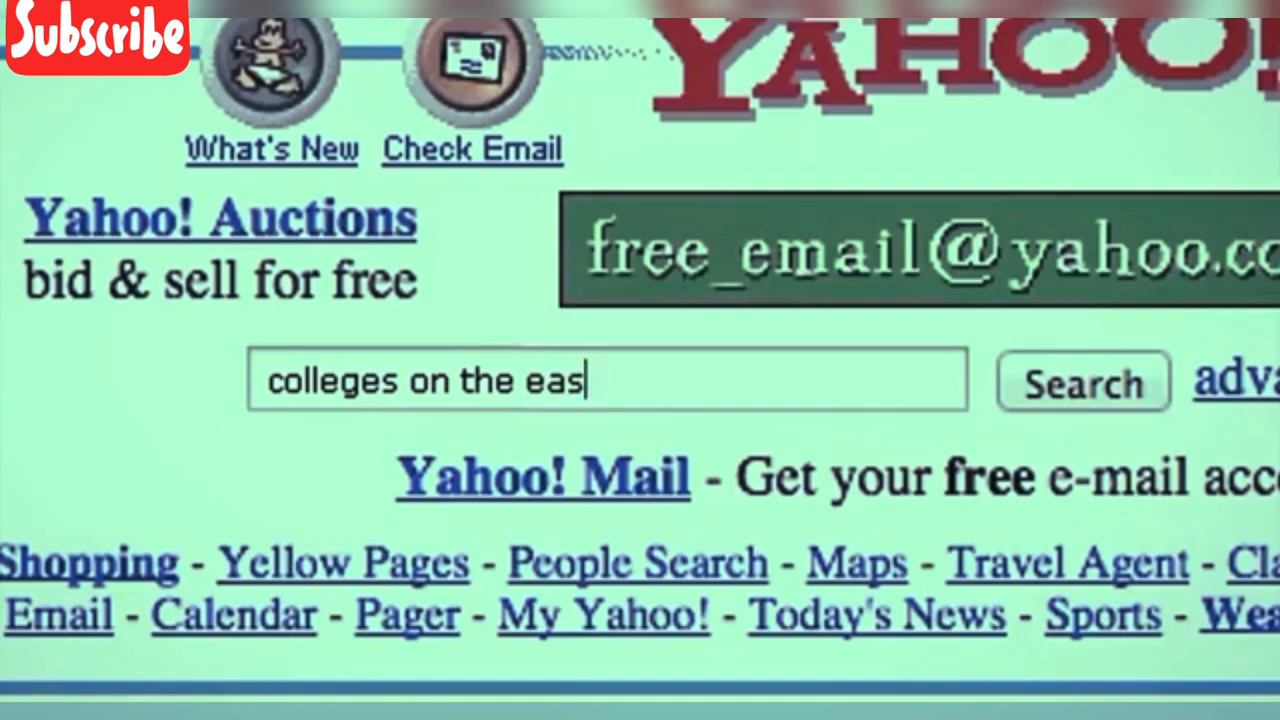 Subscribe
YAHOO!
What's New Check Email
Yahoo! Auctions
bid & sell for free
free_email@yahoo.co
colleges on the eas
Search
adva
Yahoo! Mail - Get your free e-mail acc
Shopping - Yellow Pages - People Search - Maps - Travel Agent - Cla
Email - Calendar - Pager - My Yahoo! - Today's News - Sports - Wea